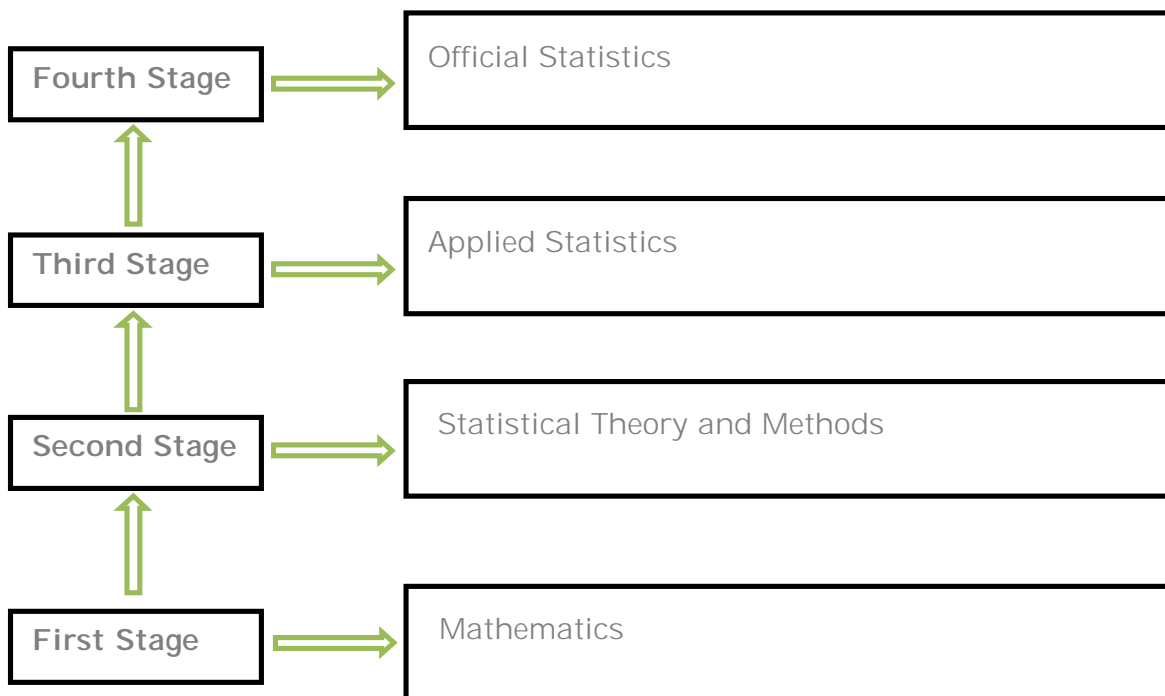 Official Statistics
Fourth Stage
Applied Statistics
Third Stage
Statistical Theory and Methods
Second Stage
Mathematics
First Stage